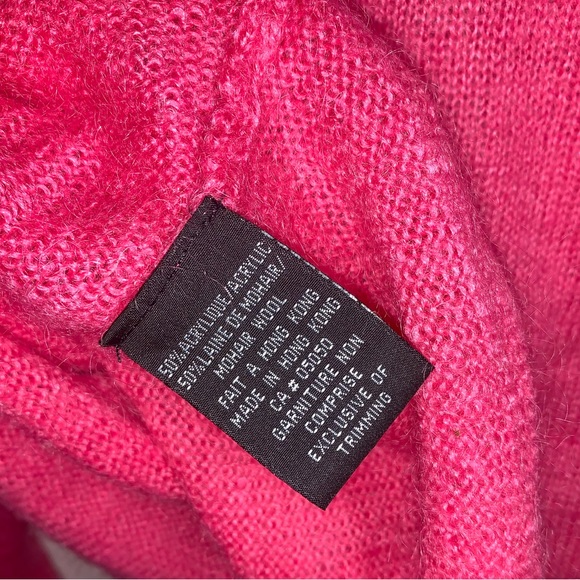 50% ACRYLIQUE/ACRYLIC
50% LAINE DE MOHAIR/
MOHAIR WOOL
FAIT A HONG KONG
MADE IN HONG KONG
CA # 05050
GARNITURE NON
COMPRISE
EXCLUSIVE OF
TRIMMING